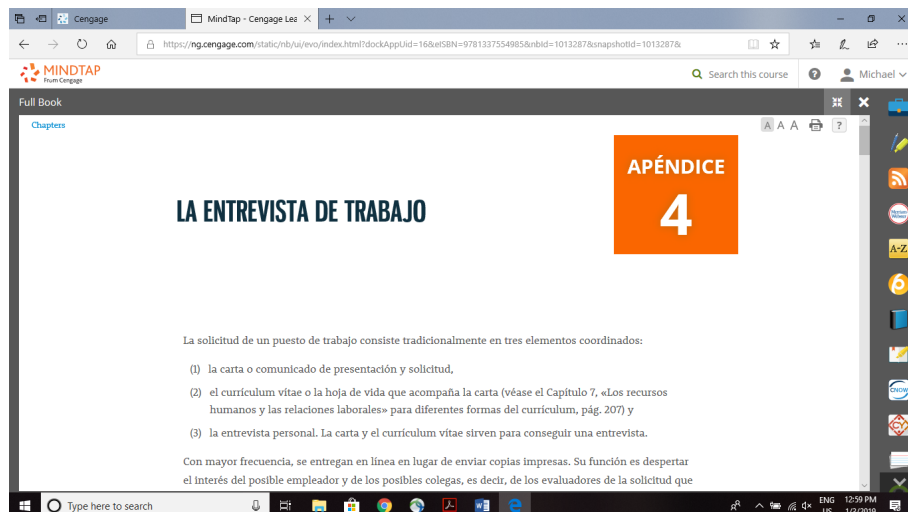 Cengage
MindTap - Cengage Lea
https://ng.cengage.com/static/nb/ui/evo/index.html?dockAppUid=16&eISBN=9781337554985&nbId=1013287&snapshotId=1013287&
MINDTAP
From Cengage
Search this course
Michael
Full Book
Chapters
A A A
?
APÉNDICE
4
LA ENTREVISTA DE TRABAJO
A-Z
La solicitud de un puesto de trabajo consiste tradicionalmente en tres elementos coordinados:
(1) la carta o comunicado de presentación y solicitud,
(2) el currículum vítae o la hoja de vida que acompaña la carta (véase el Capítulo 7, «Los recursos
humanos y las relaciones laborales» para diferentes formas del currículum, pág. 207) y
(3) la entrevista personal. La carta y el currículum vítae sirven para conseguir una entrevista.
CNOW
Con mayor frecuencia, se entregan en línea en lugar de enviar copias impresas. Su función es despertar
el interés del posible empleador y de los posibles colegas, es decir, de los evaluadores de la solicitud que
Type here to search
ENG
US
12:59 PM
1/3/2019